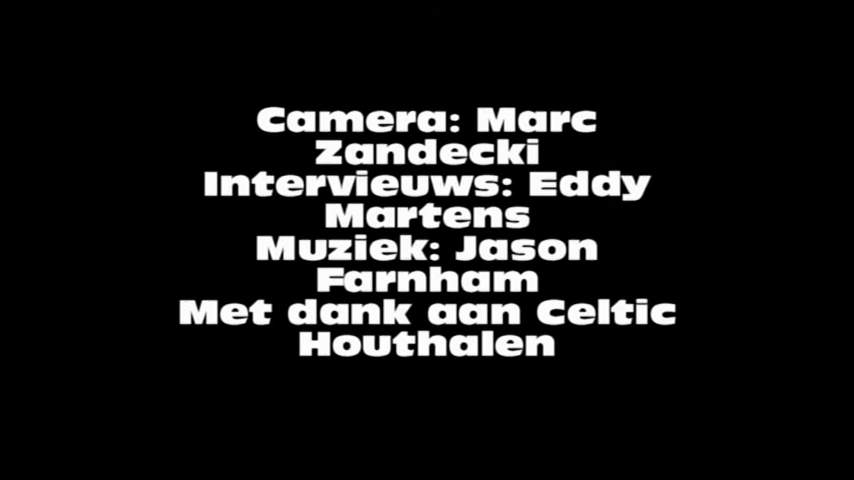 Camera: Marc
Zandecki
Intervieuws: Eddy
Martens
Muziek: Jason
Farnham
Met dank aan Celtic
Houthalen